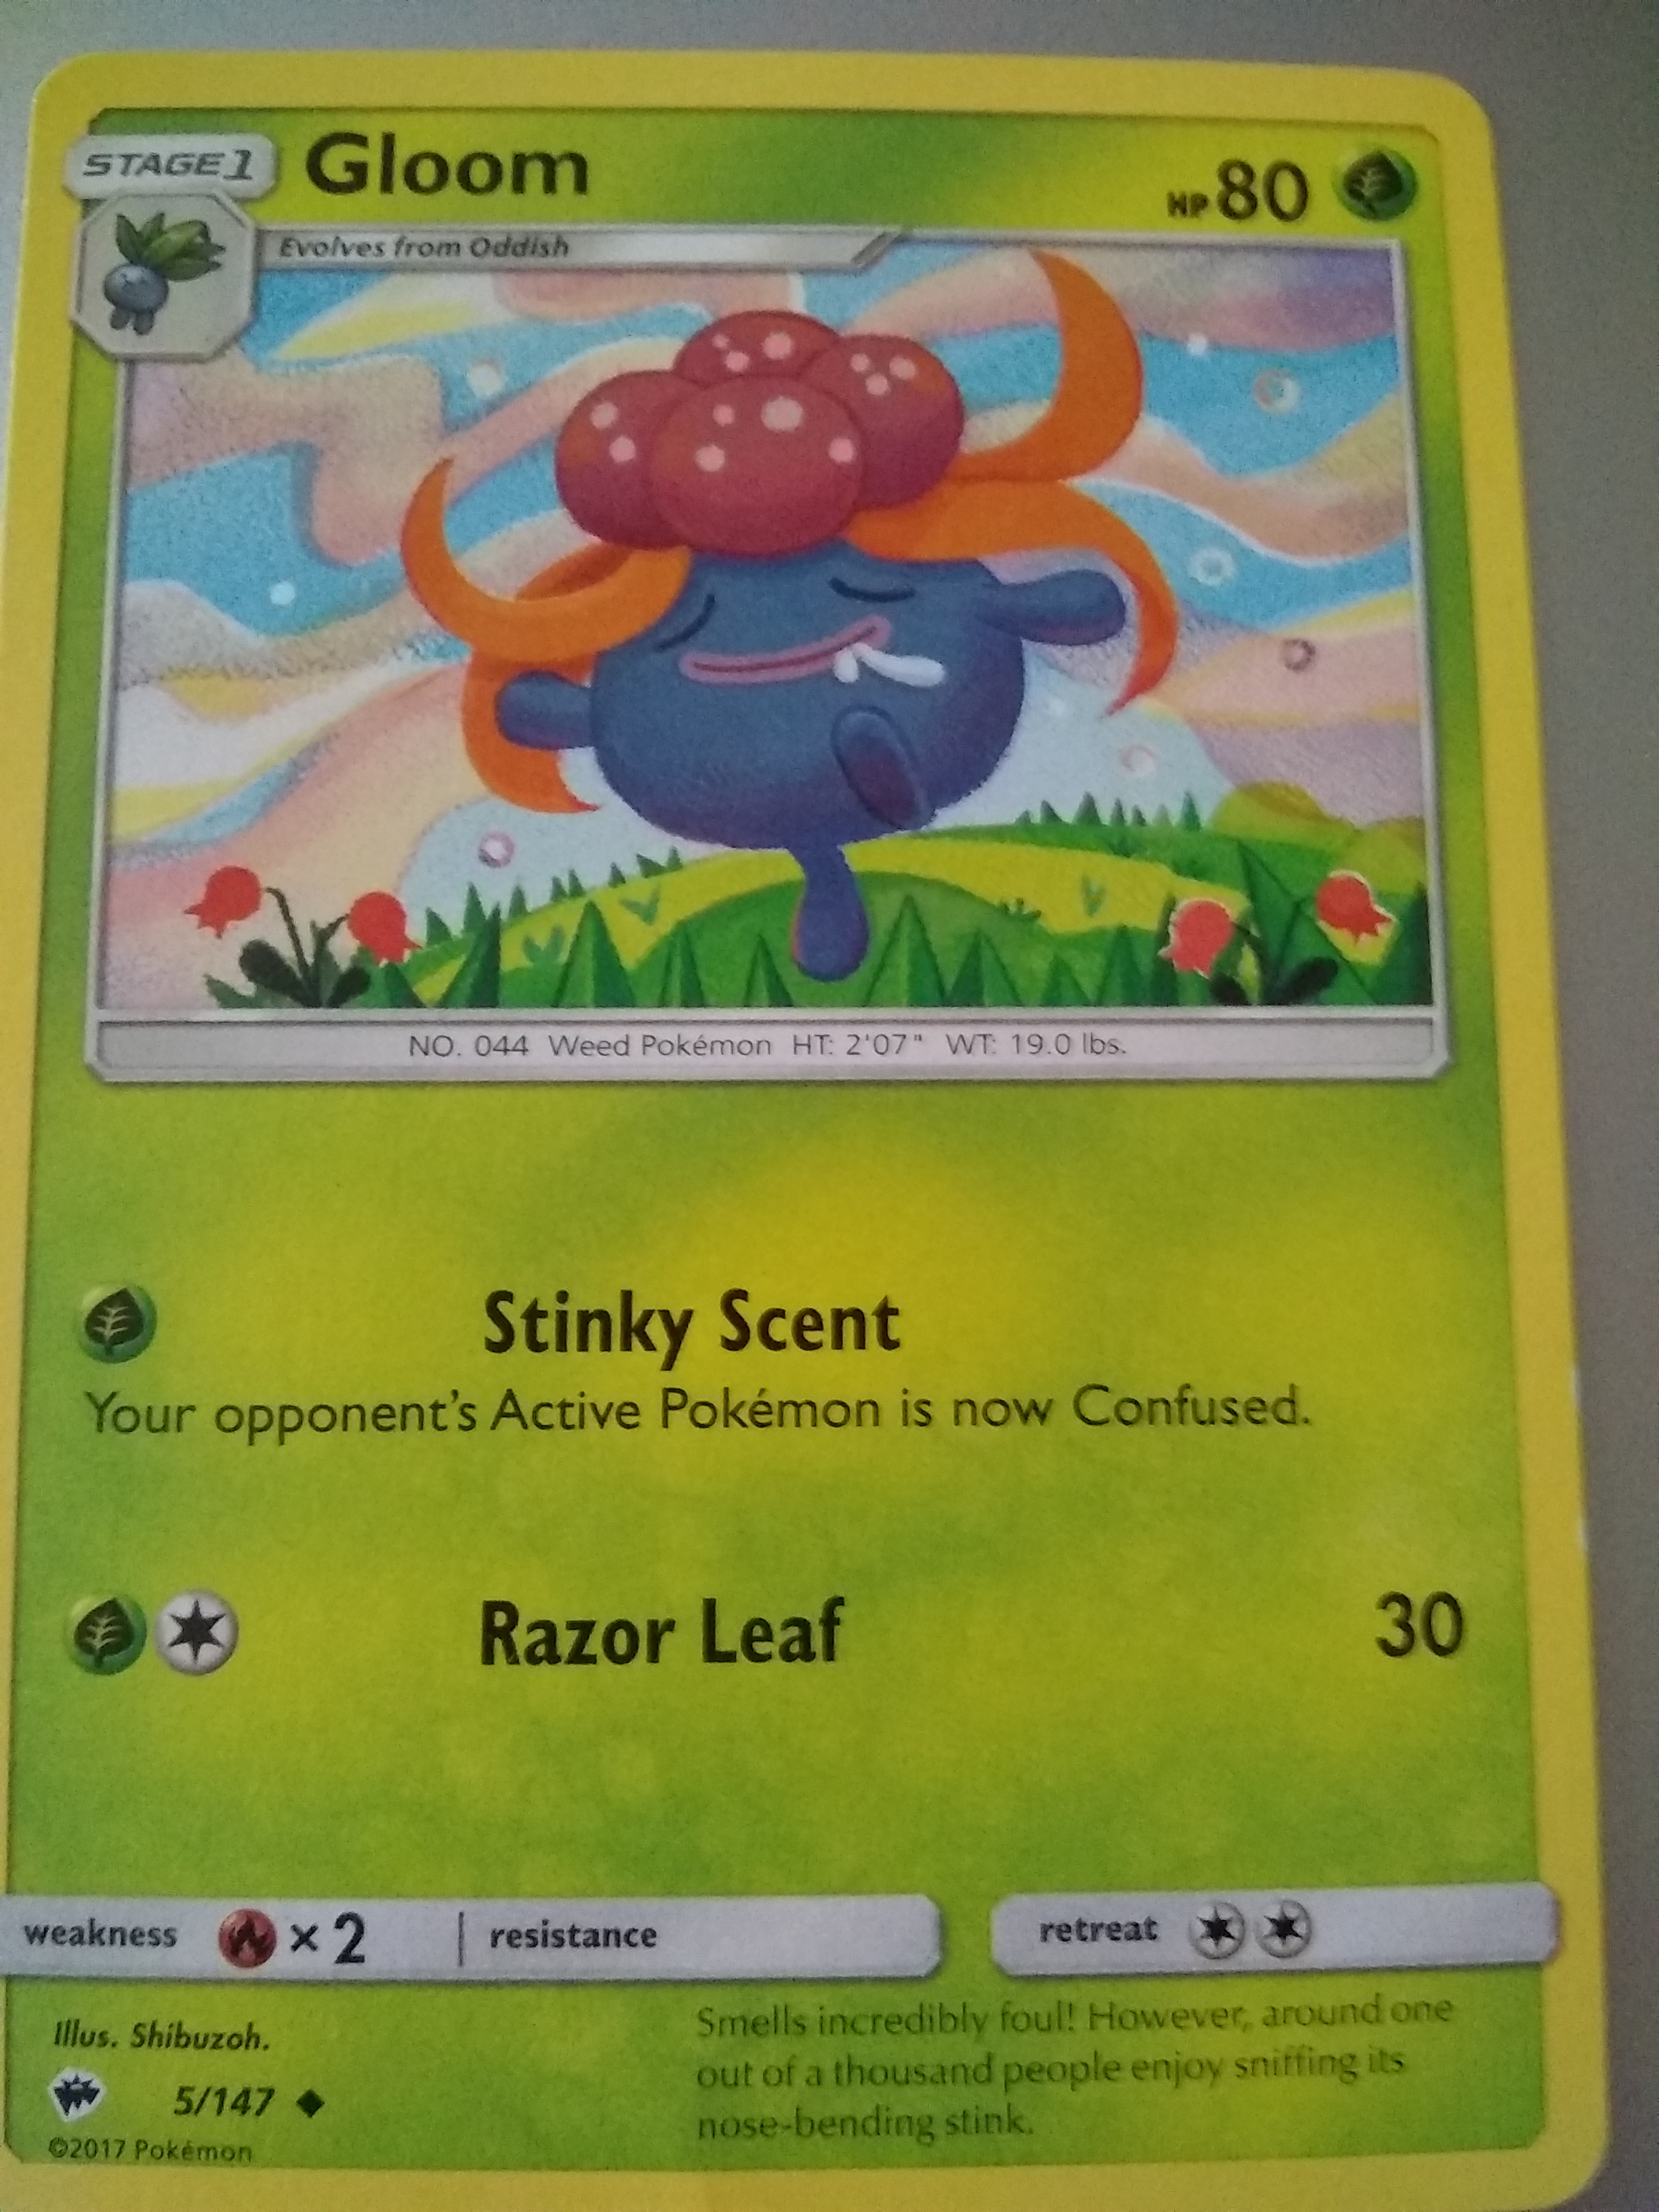 STAGE 1 Gloom HP 80
Evolves from Oddish
NO. 044 Weed Pokémon HT: 2'07" WT: 19.0 lbs.
Stinky Scent
Your opponent's Active Pokémon is now Confused.
Razor Leaf 30
weakness × 2 resistance retreat
Illus. Shibuzoh.
5/147 ◆
©2017 Pokémon
Smells incredibly foul! However, around one
out of a thousand people enjoy sniffing its
nose-bending stink.